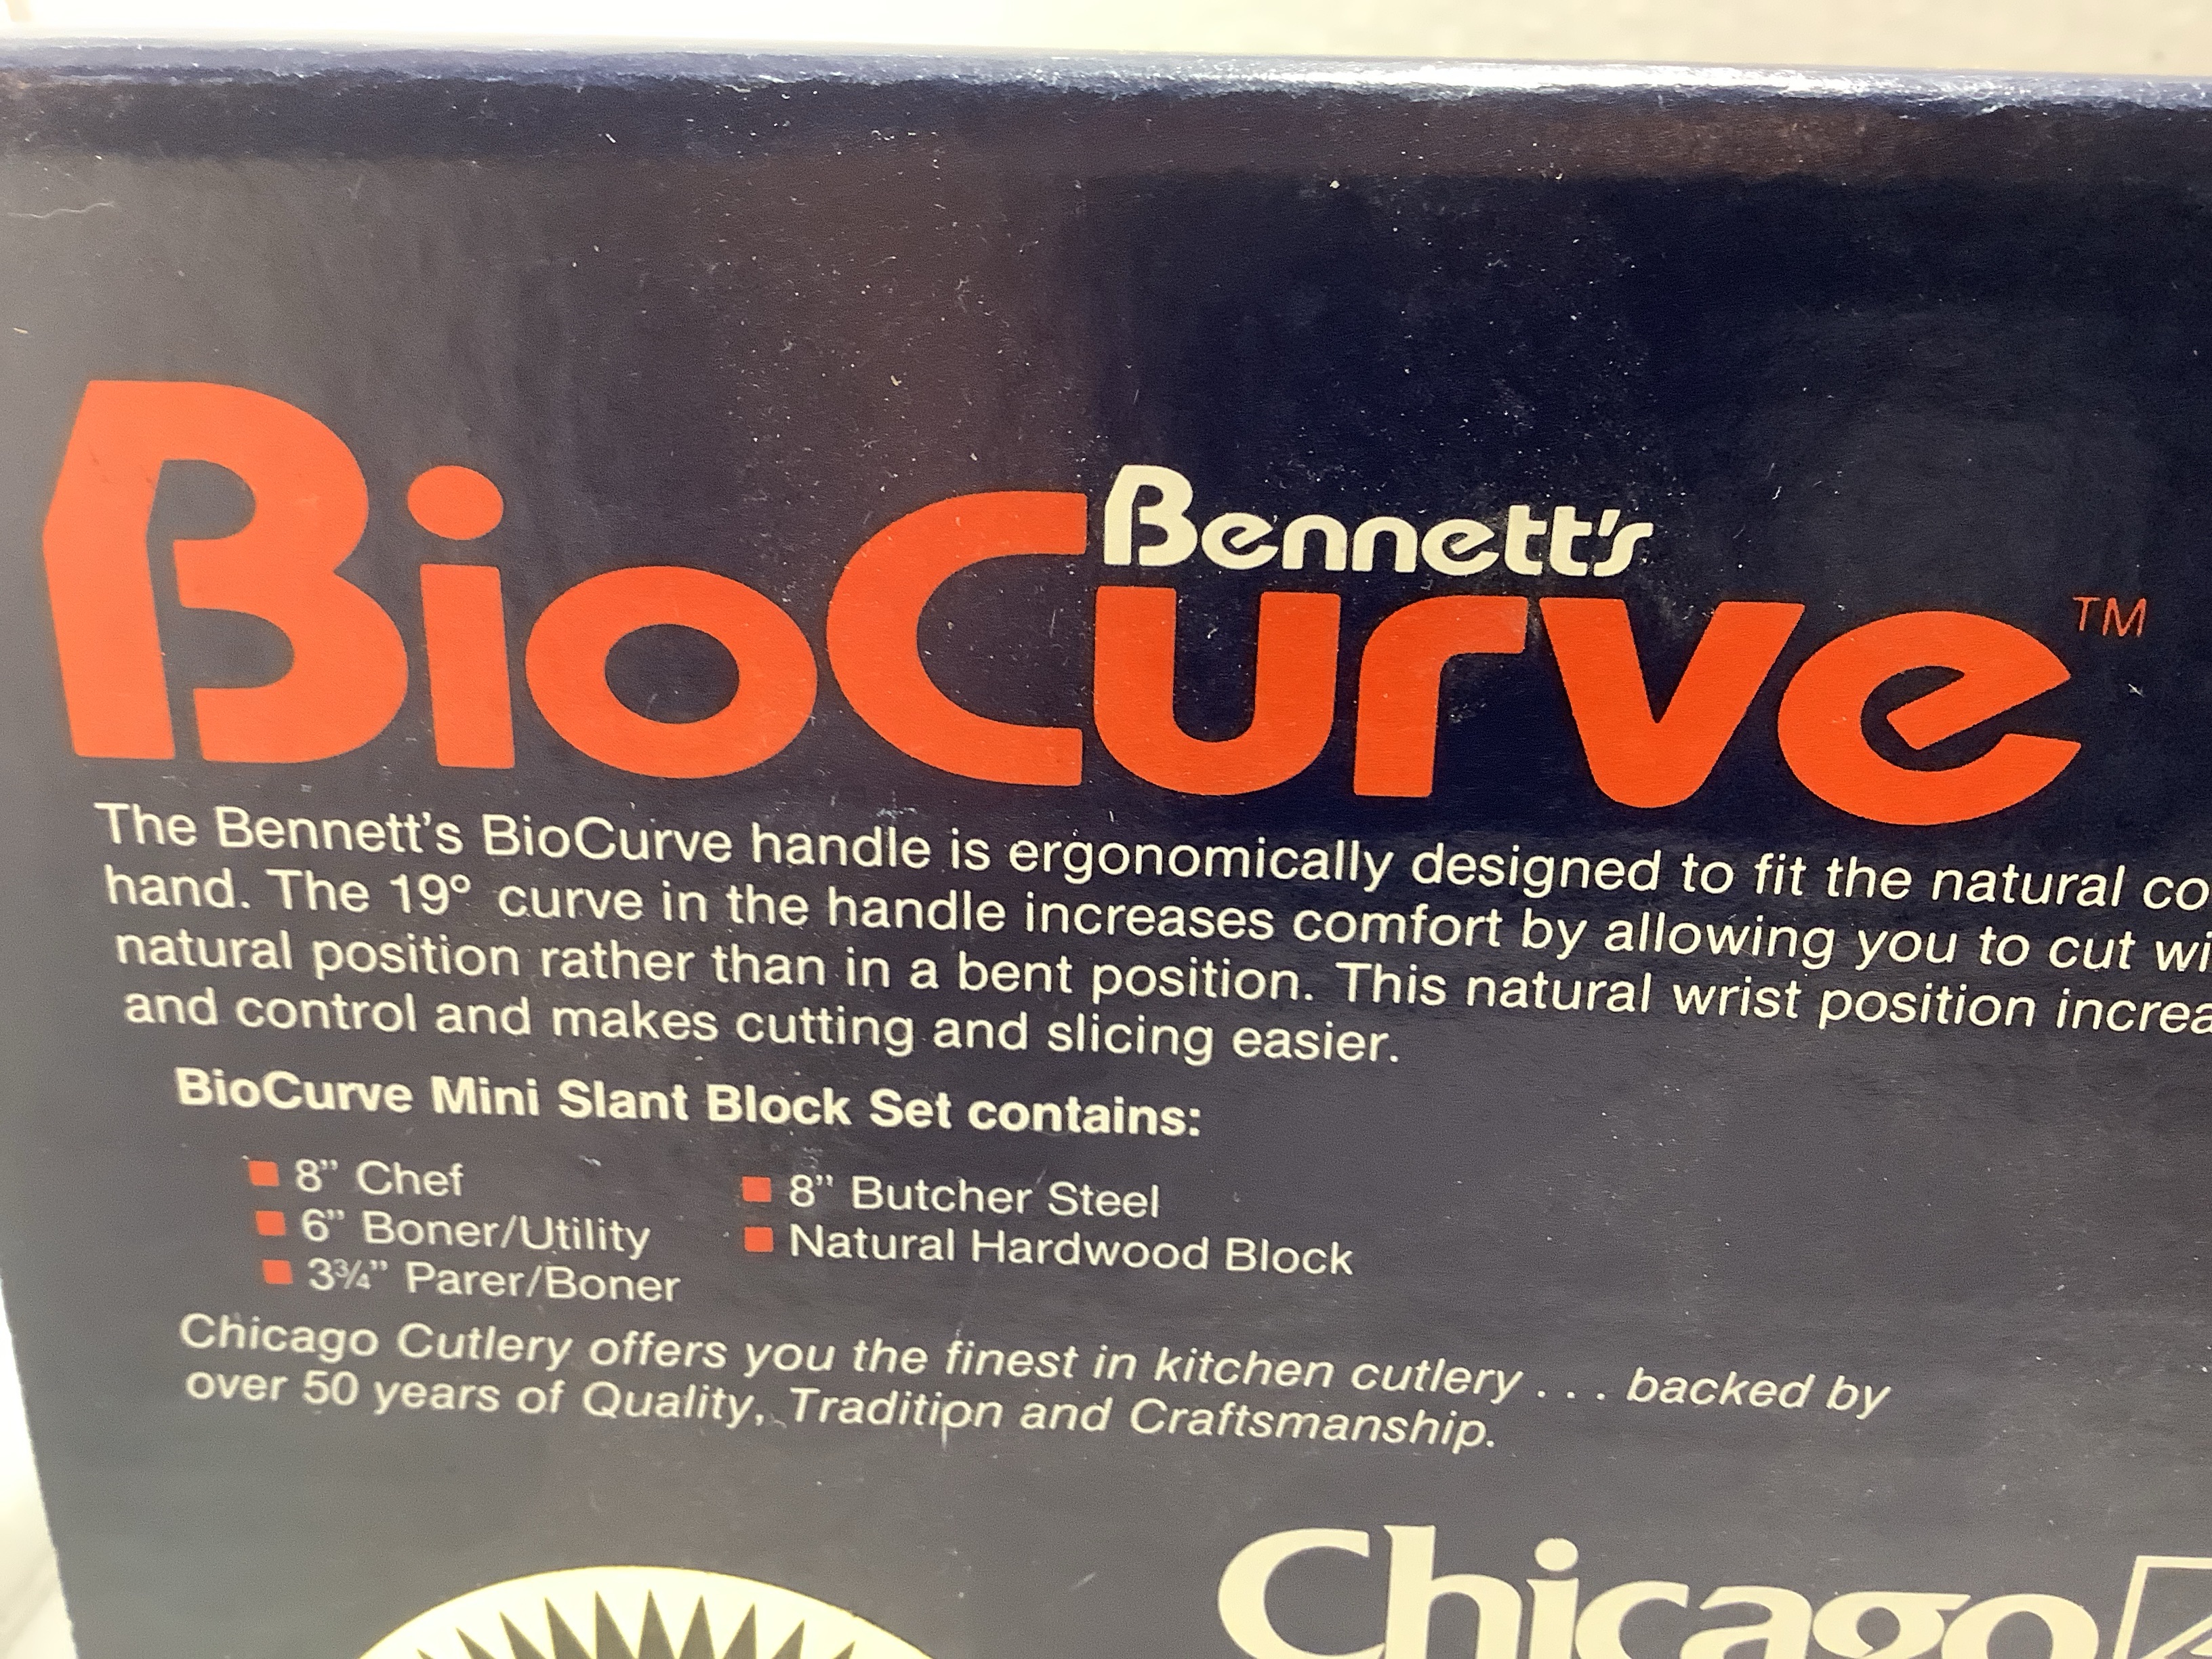 Bennett's
BioCurve™
The Bennett's BioCurve handle is ergonomically designed to fit the natural
hand. The 19° curve in the handle increases comfort by allowing you to cut
natural position rather than in a bent position. This natural wrist position
and control and makes cutting and slicing easier.
BioCurve Mini Slant Block Set contains:
■ 8” Chef
■ 6” Boner/Utility
■ 3¾” Parer/Boner
■ 8” Butcher Steel
■ Natural Hardwood Block
Chicago Cutlery offers you the finest in kitchen cutlery . . . backed by
over 50 years of Quality, Tradition and Craftsmanship.
Chicago